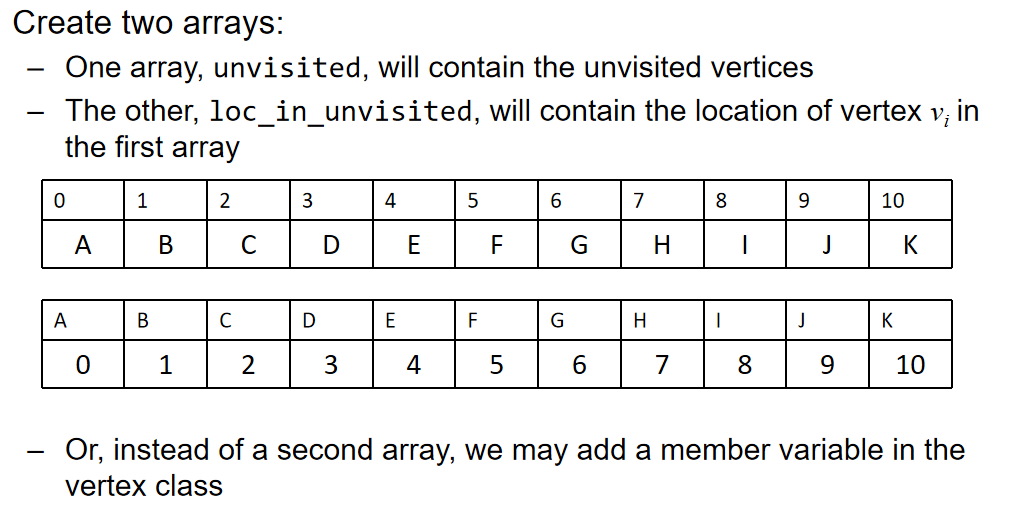 Create two arrays:
– One array, unvisited, will contain the unvisited vertices
– The other, loc_in_unvisited, will contain the location of vertex vi in
the first array
0 1 2 3 4 5 6 7 8 9 10
A B C D E F G H I J K
A B C D E F G H I J K
0 1 2 3 4 5 6 7 8 9 10
– Or, instead of a second array, we may add a member variable in the
vertex class